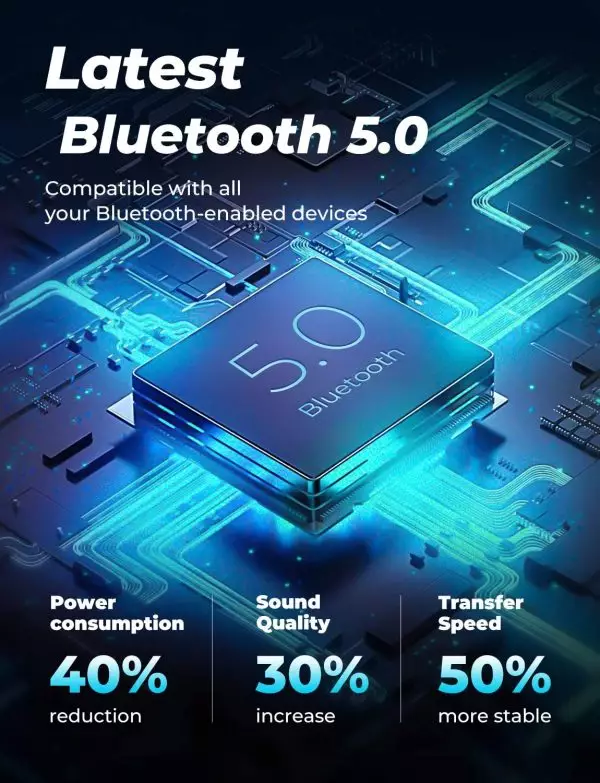 Latest
Bluetooth 5.0
Compatible with all
your Bluetooth-enabled devices
5.0
Bluetooth
Power
consumption
40%
reduction
Sound
Quality
30%
increase
Transfer
Speed
50%
more stable